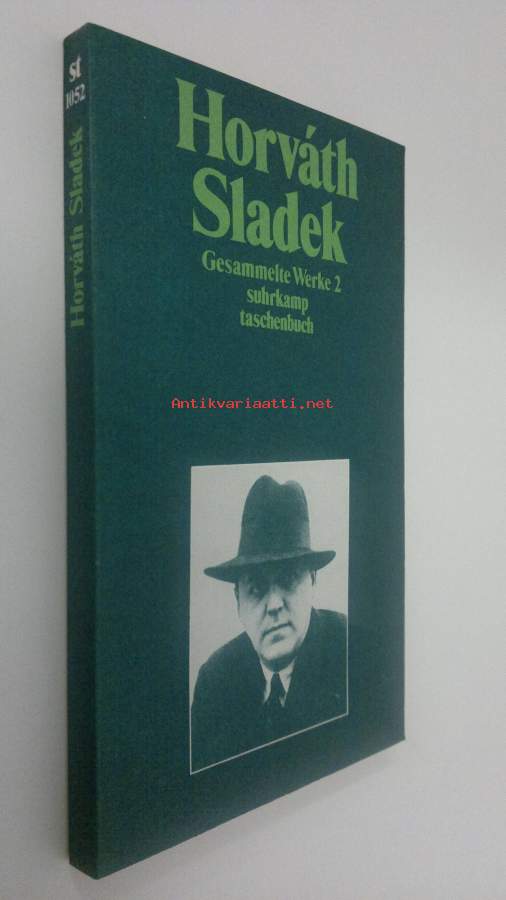 st
1052
Horváth Sladek
Horváth
Sladek
Gesammelte Werke 2
suhrkamp
taschenbuch
Antikvariaatti.net